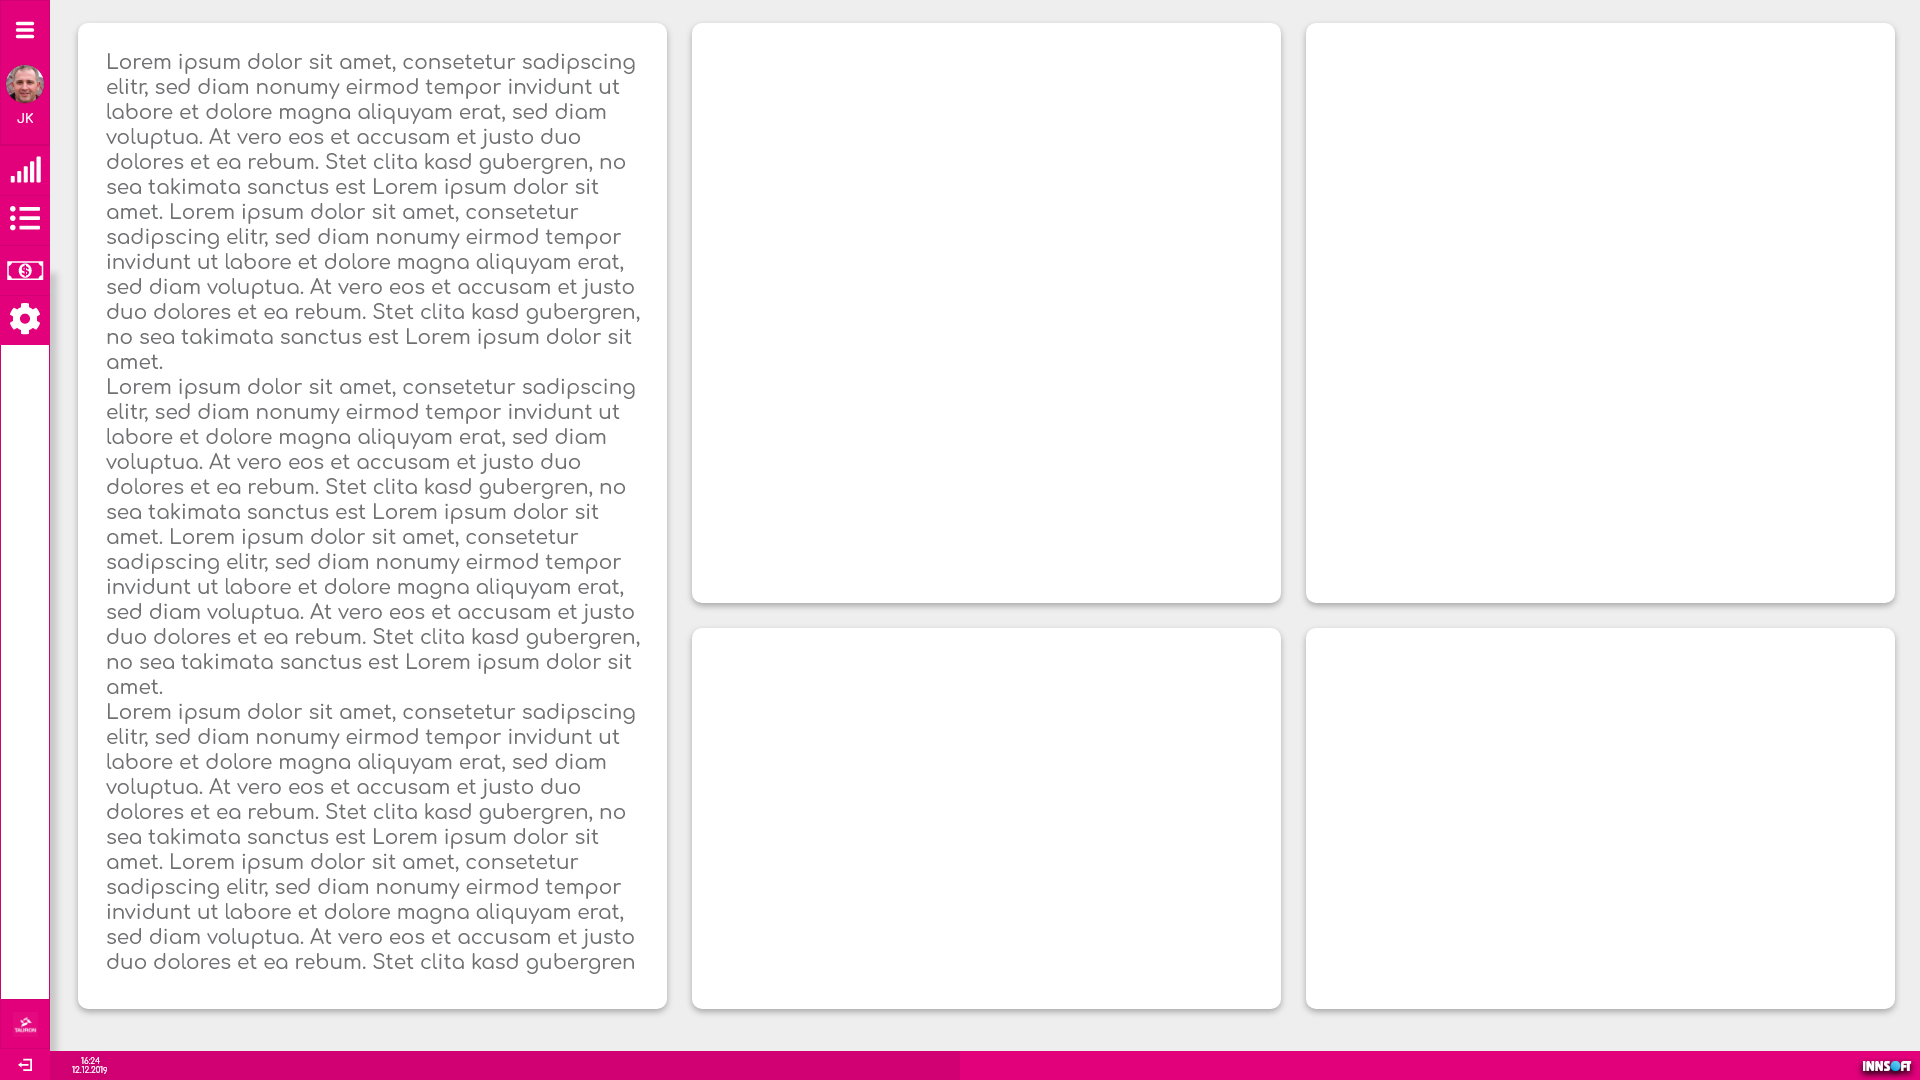 JK
Lorem ipsum dolor sit amet, consetetur sadipscing
elitr, sed diam nonumy eirmod tempor invidunt ut
labore et dolore magna aliquyam erat, sed diam
voluptua. At vero eos et accusam et justo duo
dolores et ea rebum. Stet clita kasd gubergren, no
sea takimata sanctus est Lorem ipsum dolor sit
amet. Lorem ipsum dolor sit amet, consetetur
sadipscing elitr, sed diam nonumy eirmod tempor
invidunt ut labore et dolore magna aliquyam erat,
sed diam voluptua. At vero eos et accusam et justo
duo dolores et ea rebum. Stet clita kasd gubergren,
no sea takimata sanctus est Lorem ipsum dolor sit
amet.
Lorem ipsum dolor sit amet, consetetur sadipscing
elitr, sed diam nonumy eirmod tempor invidunt ut
labore et dolore magna aliquyam erat, sed diam
voluptua. At vero eos et accusam et justo duo
dolores et ea rebum. Stet clita kasd gubergren, no
sea takimata sanctus est Lorem ipsum dolor sit
amet. Lorem ipsum dolor sit amet, consetetur
sadipscing elitr, sed diam nonumy eirmod tempor
invidunt ut labore et dolore magna aliquyam erat,
sed diam voluptua. At vero eos et accusam et justo
duo dolores et ea rebum. Stet clita kasd gubergren,
no sea takimata sanctus est Lorem ipsum dolor sit
amet.
Lorem ipsum dolor sit amet, consetetur sadipscing
elitr, sed diam nonumy eirmod tempor invidunt ut
labore et dolore magna aliquyam erat, sed diam
voluptua. At vero eos et accusam et justo duo
dolores et ea rebum. Stet clita kasd gubergren, no
sea takimata sanctus est Lorem ipsum dolor sit
amet. Lorem ipsum dolor sit amet, consetetur
sadipscing elitr, sed diam nonumy eirmod tempor
invidunt ut labore et dolore magna aliquyam erat,
sed diam voluptua. At vero eos et accusam et justo
duo dolores et ea rebum. Stet clita kasd gubergren
TAURON
16:24
12.12.2019
INNSOFT